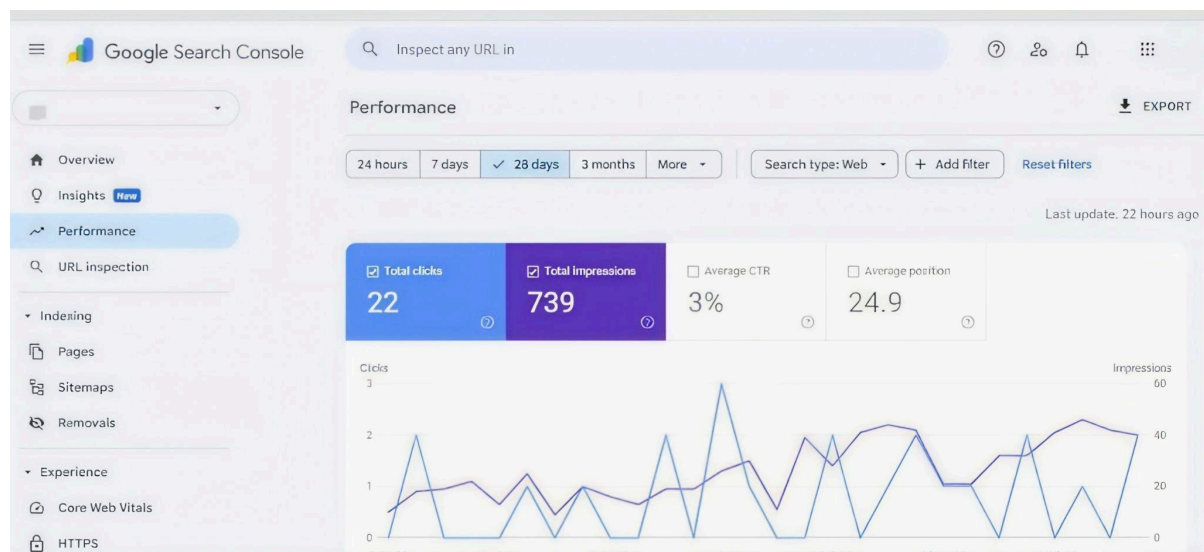 Google Search Console
Inspect any URL in
Performance
EXPORT
24 hours
7 days
28 days
3 months
More
Search type: Web
+ Add filter
Reset filters
Last update. 22 hours ago
Overview
Insights New
Performance
URL inspection
Indexing
Pages
Sitemaps
Removals
Experience
Core Web Vitals
HTTPS
Total clicks
22
Total impressions
739
Average CTR
3%
Average position
24.9
Clicks
Impressions
3
2
1
0
60
40
20
0